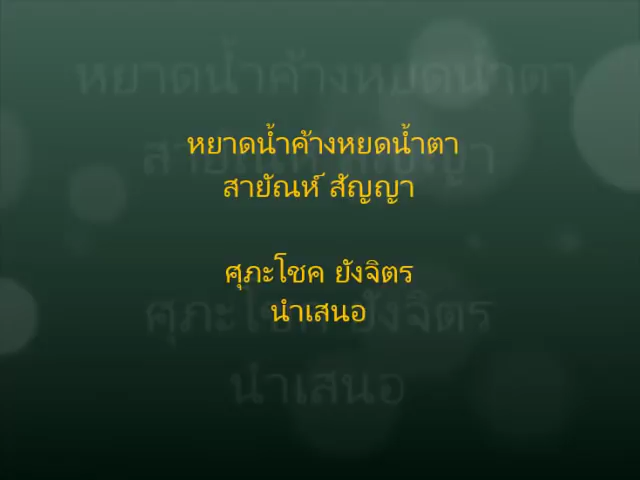 หยาดน้ำค้างหยดน้ำตา
สายัณห์ สัญญา
ศุภะโชค ยังจิตร
นำเสนอ